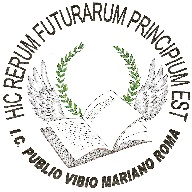 HIC RERUM FUTURARUM PRINCIPIUM EST
I.C. PUBLIO VIBIO MARIANO ROMA